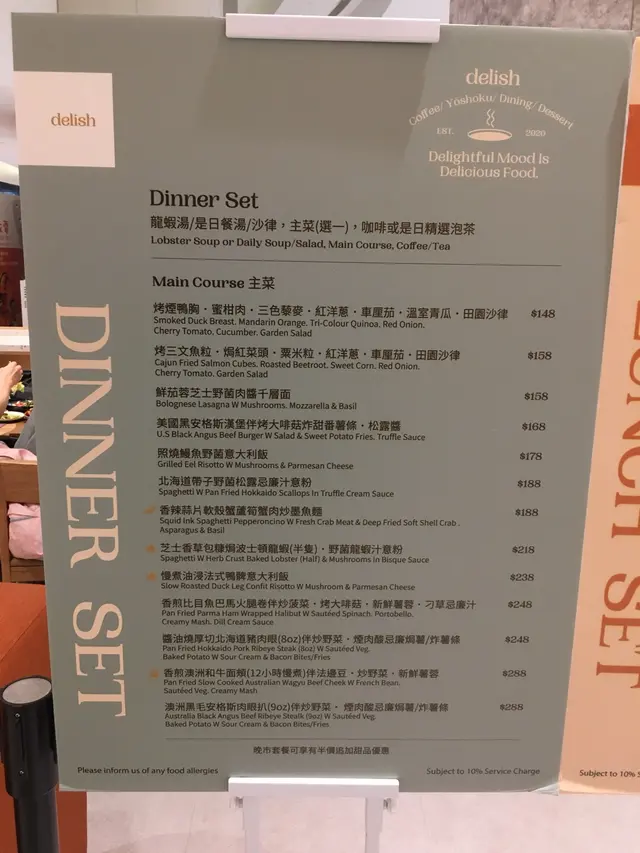 delish
delish
Coffee/ Yōshoku/ Dining/ Dessert
EST. 2020
Delightful Mood Is
Delicious Food.
DINNER SET
Dinner Set
龍蝦湯/是日餐湯/沙律，主菜(選一)，咖啡或是日精選泡茶
Lobster Soup or Daily Soup/Salad, Main Course, Coffee/Tea
Main Course 主菜
烤煙鴨胸．蜜柑肉．三色藜麥．紅洋蔥．車厘茄．溫室青瓜．田園沙律 $148
Smoked Duck Breast. Mandarin Orange. Tri-Colour Quinoa. Red Onion.
Cherry Tomato. Cucumber. Garden Salad
烤三文魚粒．焗紅菜頭．粟米粒．紅洋蔥．車厘茄．田園沙律 $158
Cajun Fried Salmon Cubes. Roasted Beetroot. Sweet Corn. Red Onion.
Cherry Tomato. Garden Salad
鮮茄蓉芝士野菌肉醬千層面 $158
Bolognese Lasagna W Mushrooms. Mozzarella & Basil
美國黑安格斯漢堡伴烤大啡菇炸甜番薯條．松露醬 $168
U.S Black Angus Beef Burger W Salad & Sweet Potato Fries. Truffle Sauce
照燒鰻魚野菌意大利飯 $178
Grilled Eel Risotto W Mushrooms & Parmesan Cheese
北海道帶子野菌松露忌廉汁意粉 $188
Spaghetti W Pan Fried Hokkaido Scallops In Truffle Cream Sauce
香辣蒜片軟殼蟹蘆筍蟹肉炒墨魚麵 $188
Squid Ink Spaghetti Pepperoncino W Fresh Crab Meat & Deep Fried Soft Shell Crab .
Asparagus & Basil
芝士香草包糠焗波士頓龍蝦(半隻)．野菌龍蝦汁意粉 $218
Spaghetti W Herb Crust Baked Lobster (Half) & Mushrooms in Bisque Sauce
慢煮油浸法式鴨髀意大利飯 $238
Slow Roasted Duck Leg Confit Risotto W Mushroom & Parmesan Cheese
香煎比目魚巴馬火腿卷伴炒菠菜．烤大啡菇．新鮮薯蓉．刁草忌廉汁 $248
Pan Fried Parma Ham Wrapped Halibut W Sautéed Spinach. Portobello.
Creamy Mash. Dill Cream Sauce
醬油燒厚切北海道豬肉眼(8oz)伴炒野菜．煙肉酸忌廉焗薯/炸薯條 $248
Pan Fried Hokkaido Pork Ribeye Steak (8oz) W Sautéed Veg.
Baked Potato W Sour Cream & Bacon Bites/Fries
香煎澳洲和牛面頰(12小時慢煮)伴法邊豆．炒野菜．新鮮薯蓉 $288
Pan Fried Slow Cooked Australian Wagyu Beef Cheek W French Bean.
Sautéed Veg. Creamy Mash
澳洲黑毛安格斯肉眼扒(9oz)伴炒野菜．煙肉酸忌廉焗薯/炸薯條 $288
Australia Black Angus Beef Ribeye Stealk (9oz) W Sautéed Veg.
Baked Potato W Sour Cream & Bacon Bites/Fries
晚市套餐可享有半價追加甜品優惠
Please inform us of any food allergies
Subject to 10% Service Charge
LUNCH SET
Subject to 10%